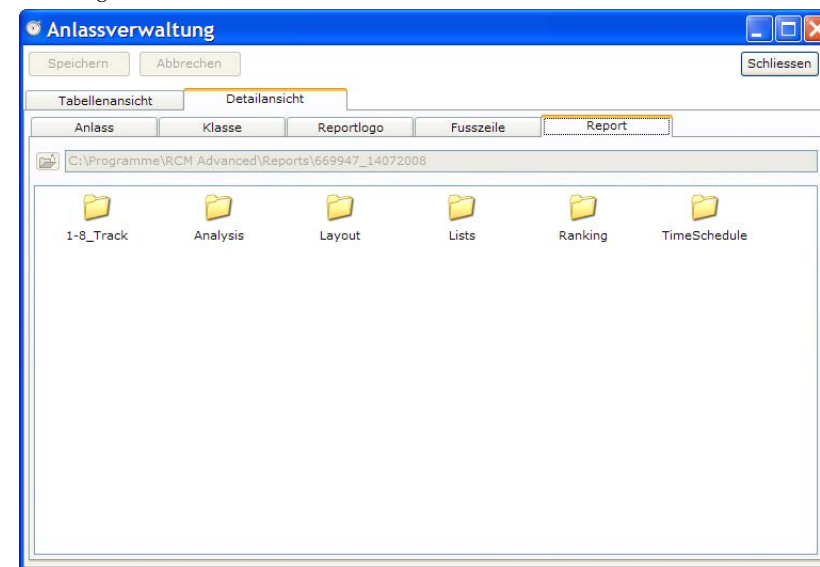 Anlassverwaltung
Speichern Abbrechen Schliessen
Tabellenansicht Detailansicht
Anlass Klasse Reportlogo Fusszeile Report
C:\Programme\RCM Advanced\Reports\669947_14072008
1-8_Track Analysis Layout Lists Ranking TimeSchedule